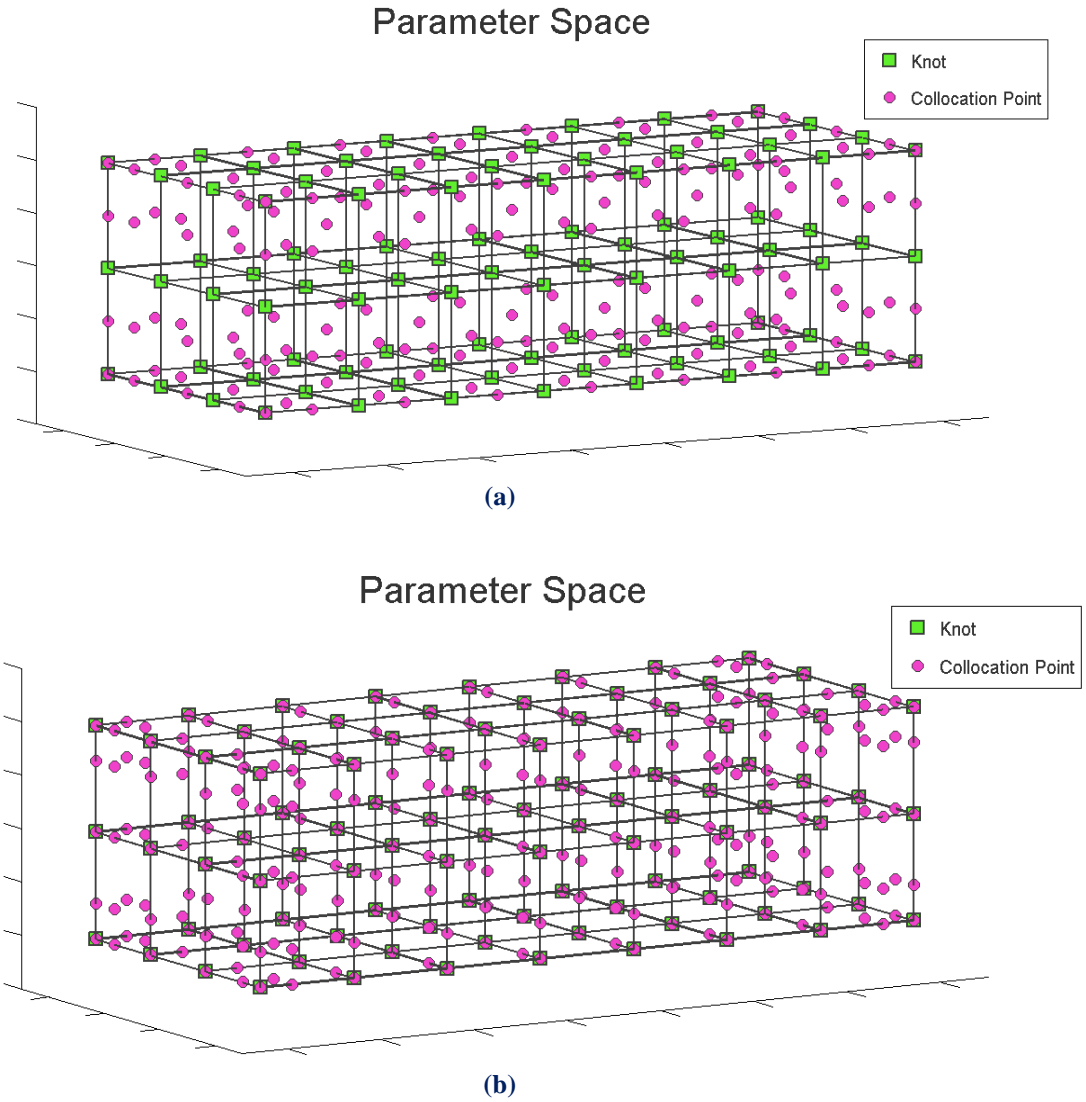 Parameter Space
Knot
Collocation Point
(a)
Parameter Space
Knot
Collocation Point
(b)